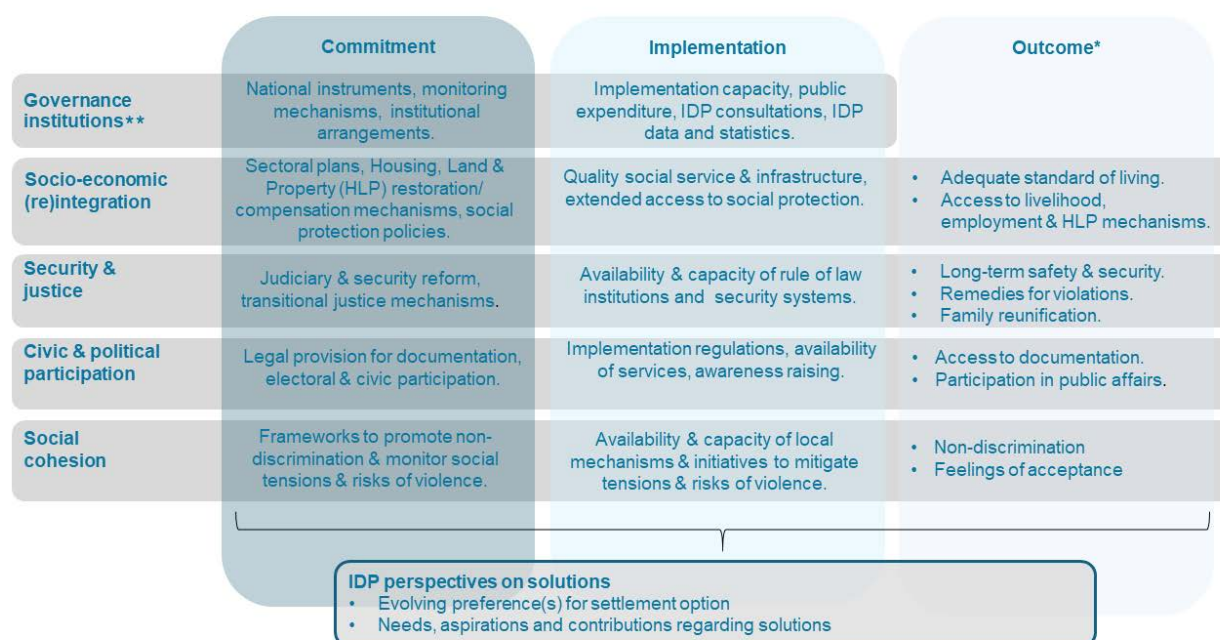 Commitment
Implementation
Outcome*
Governance
institutions**
National instruments, monitoring
mechanisms, institutional
arrangements.
Implementation capacity, public
expenditure, IDP consultations, IDP
data and statistics.
Socio-economic
(re)integration
Sectoral plans, Housing, Land &
Property (HLP) restoration/
compensation mechanisms, social
protection policies.
Quality social service & infrastructure,
extended access to social protection.
• Adequate standard of living.
• Access to livelihood,
employment & HLP mechanisms.
Security &
justice
Judiciary & security reform,
transitional justice mechanisms.
Availability & capacity of rule of law
institutions and security systems.
• Long-term safety & security.
• Remedies for violations.
• Family reunification.
Civic & political
participation
Legal provision for documentation,
electoral & civic participation.
Implementation regulations, availability
of services, awareness raising.
• Access to documentation.
• Participation in public affairs.
Social
cohesion
Frameworks to promote non-
discrimination & monitor social
tensions & risks of violence.
Availability & capacity of local
mechanisms & initiatives to mitigate
tensions & risks of violence.
• Non-discrimination
• Feelings of acceptance
IDP perspectives on solutions
• Evolving preference(s) for settlement option
• Needs, aspirations and contributions regarding solutions